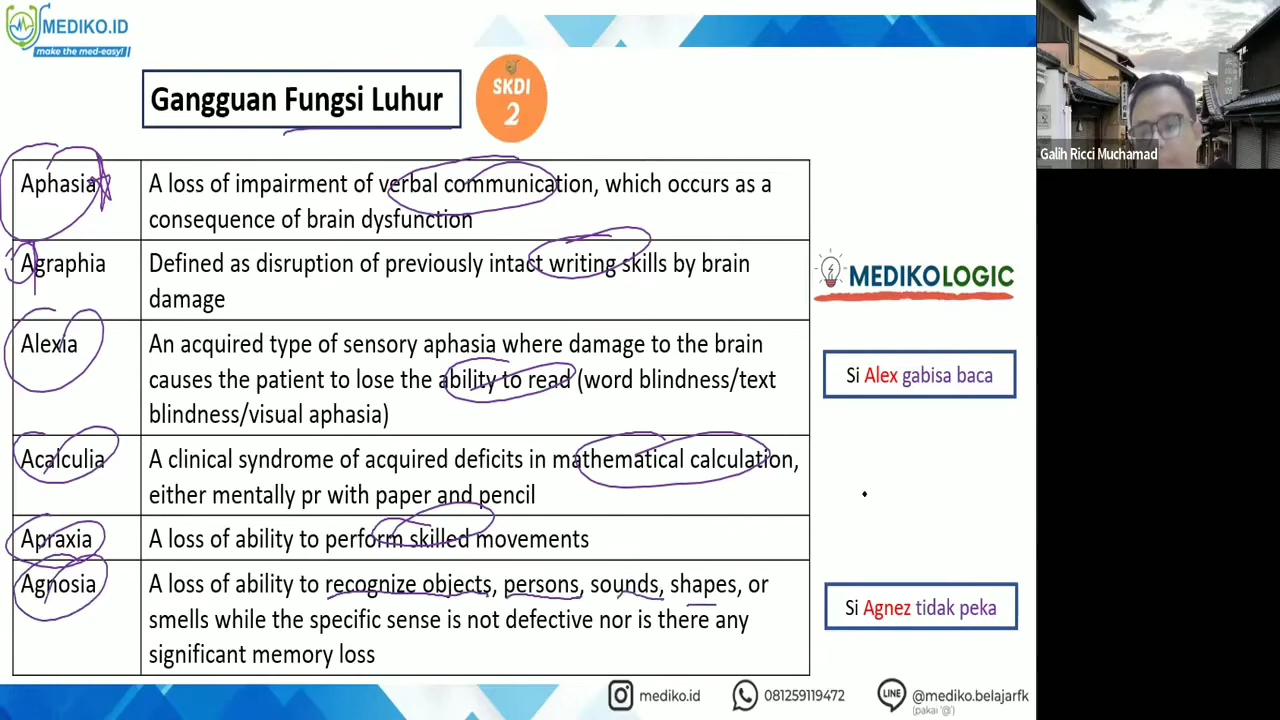 MEDIKO.ID
make the med-easy!
Gangguan Fungsi Luhur
SKDI
2
Galih Ricci Muchamad
Aphasia
A loss of impairment of verbal communication, which occurs as a
consequence of brain dysfunction
Agraphia
Defined as disruption of previously intact writing skills by brain
damage
MEDIKOLOGIC
Alexia
An acquired type of sensory aphasia where damage to the brain
causes the patient to lose the ability to read (word blindness/text
blindness/visual aphasia)
Si Alex gabisa baca
Acalculia
A clinical syndrome of acquired deficits in mathematical calculation,
either mentally pr with paper and pencil
Apraxia
A loss of ability to perform skilled movements
Agnosia
A loss of ability to recognize objects, persons, sounds, shapes, or
smells while the specific sense is not defective nor is there any
significant memory loss
Si Agnez tidak peka
mediko.id
081259119472
LINE
@mediko.belajarfk
(pakai '@')